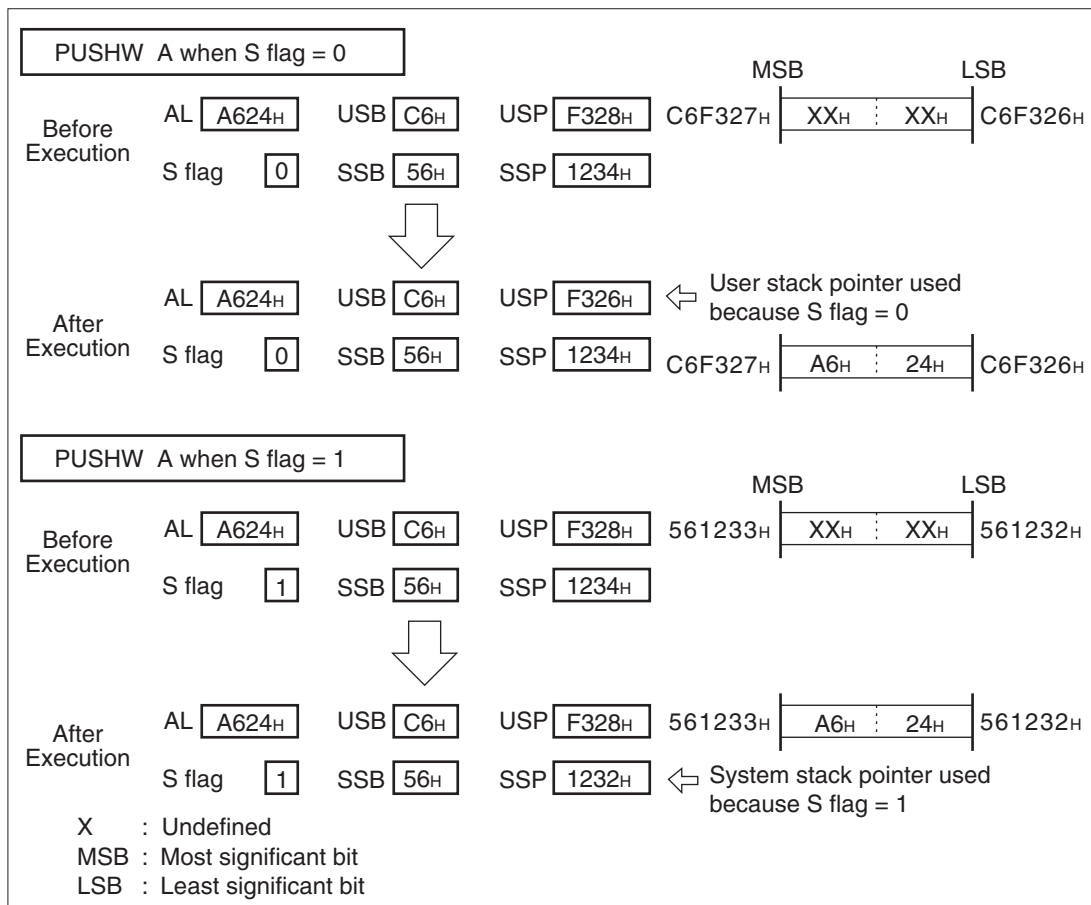 PUSHW A when S flag = 0
MSB LSB
Before Execution
AL A624H USB C6H USP F328H C6F327H XXH XXH C6F326H
S flag 0 SSB 56H SSP 1234H
After Execution
AL A624H USB C6H USP F326H User stack pointer used
because S flag = 0
S flag 0 SSB 56H SSP 1234H C6F327H A6H 24H C6F326H
PUSHW A when S flag = 1
MSB LSB
Before Execution
AL A624H USB C6H USP F328H 561233H XXH XXH 561232H
S flag 1 SSB 56H SSP 1234H
After Execution
AL A624H USB C6H USP F328H 561233H A6H 24H 561232H
S flag 1 SSB 56H SSP 1232H System stack pointer used
because S flag = 1
X : Undefined
MSB : Most significant bit
LSB : Least significant bit